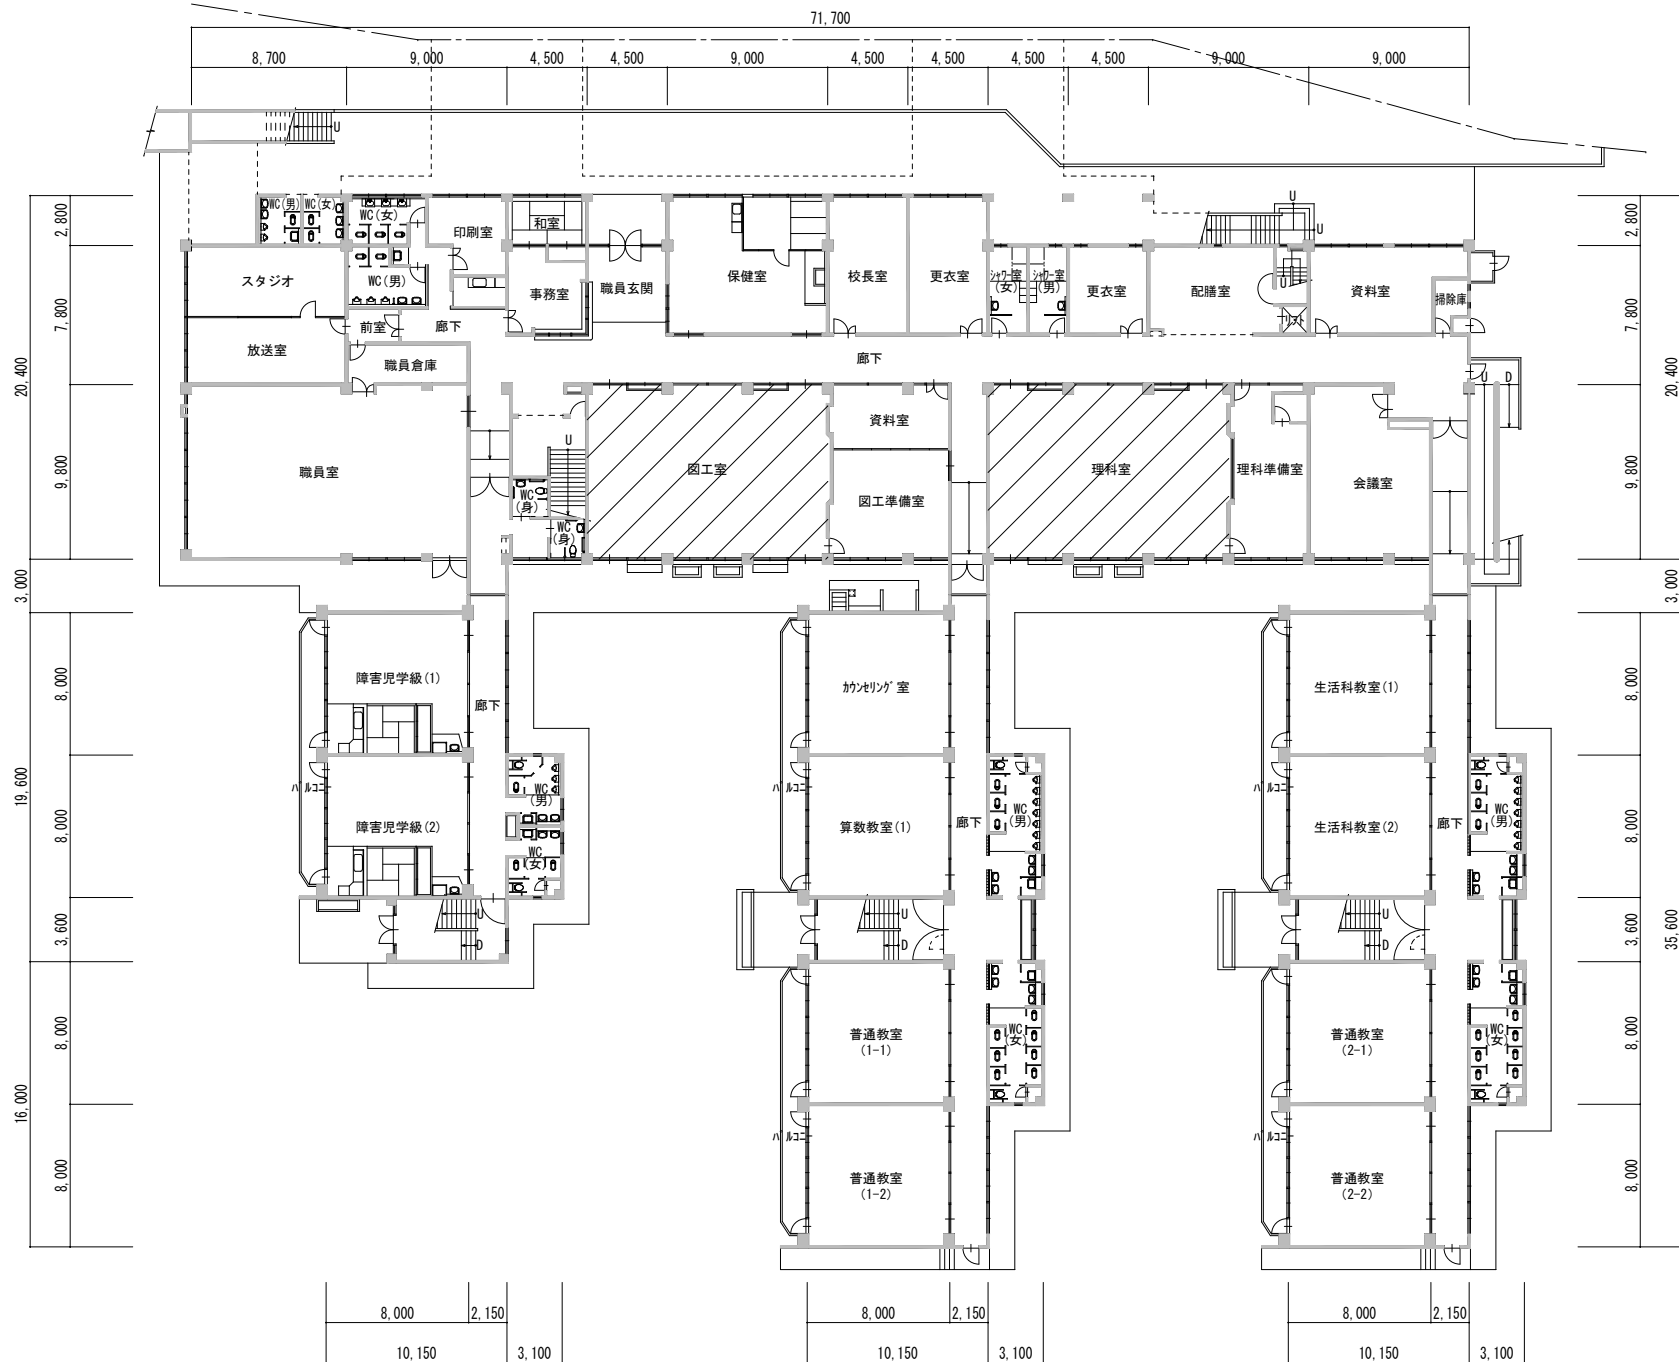 71,700
8,700
9,000
4,500
4,500
9,000
4,500
4,500
4,500
4,500
9,000
9,000
U
2,800
7,800
20,400
9,800
3,000
8,000
19,600
8,000
3,600
8,000
16,000
8,000
2,800
7,800
20,400
9,800
3,000
8,000
8,000
3,600
35,600
8,000
8,000
WC(男)
WC(女)
WC(女)
印刷室
和室
U
U
スタジオ
WC(男)
事務室
職員玄関
保健室
校長室
更衣室
シャワー室
(女)
シャワー室
(男)
更衣室
配膳室
U
リフト
資料室
掃除庫
放送室
前室
廊下
職員倉庫
廊下
U
D
職員室
U
WC
(身)
WC
(身)
図工室
資料室
図工準備室
理科室
理科準備室
会議室
障害児学級(1)
廊下
カウンセリング室
生活科教室(1)
バルコニー
障害児学級(2)
WC
(男)
WC
(女)
バルコニー
算数教室(1)
廊下
WC
(男)
バルコニー
生活科教室(2)
廊下
WC
(男)
U
D
U
D
U
D
普通教室
(1-1)
WC
(女)
普通教室
(2-1)
WC
(女)
バルコニー
普通教室
(1-2)
バルコニー
普通教室
(2-2)
8,000
2,150
10,150
3,100
8,000
2,150
10,150
3,100
8,000
2,150
10,150
3,100